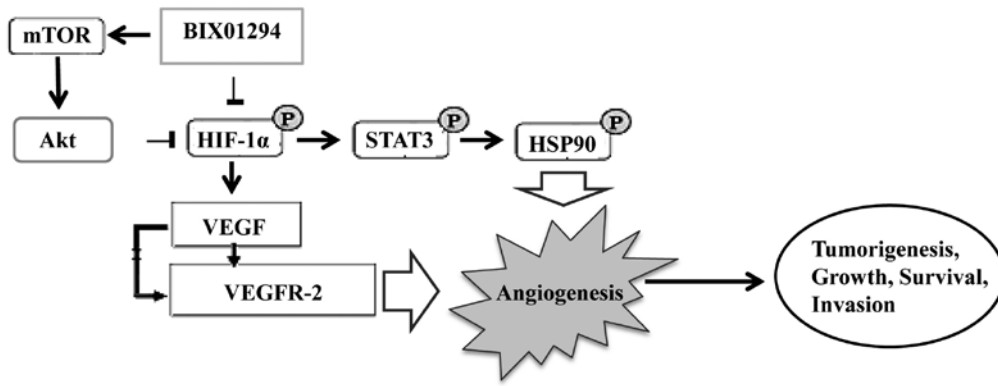 mTOR
BIX01294
Akt
HIF-1α
P
STAT3
P
HSP90
P
VEGF
VEGFR-2
Angiogenesis
Tumorigenesis,
Growth, Survival,
Invasion